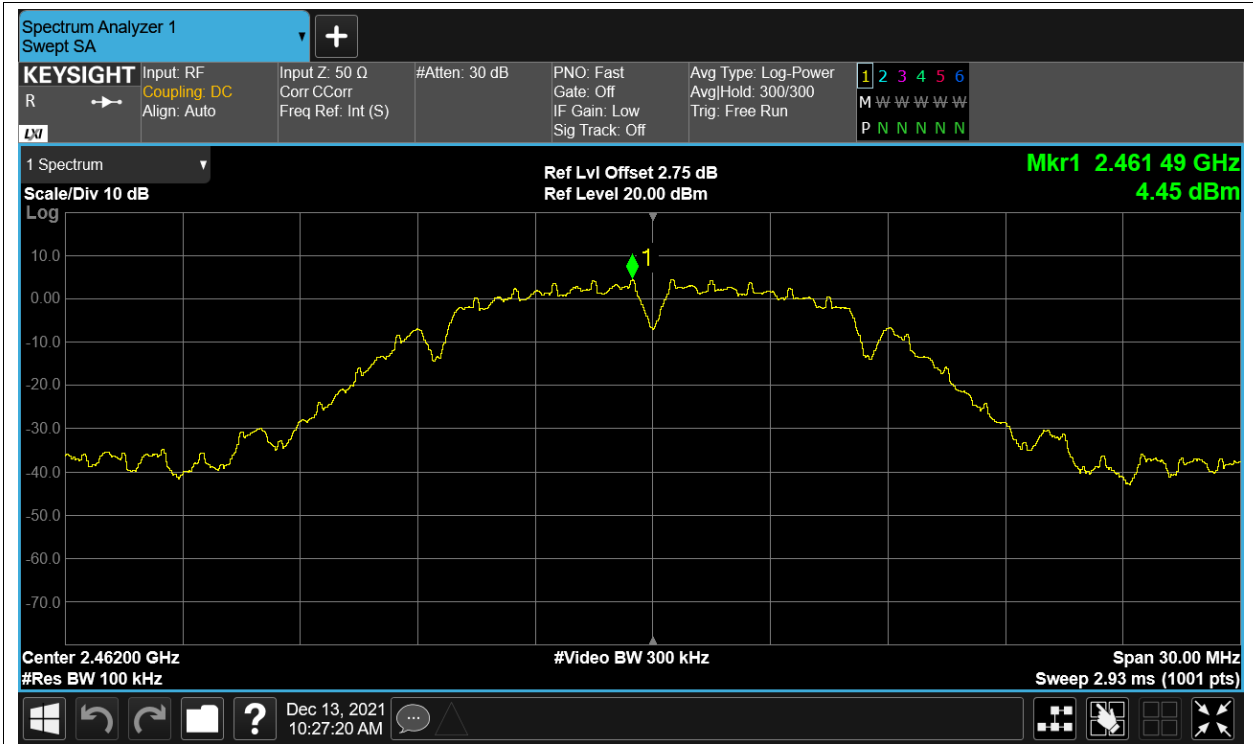 Spectrum Analyzer 1
Swept SA
+
KEYSIGHT
R
LXI
Input: RF
Coupling: DC
Align: Auto
Input Z: 50 Ω
Corr CCorr
Freq Ref: Int (S)
#Atten: 30 dB
PNO: Fast
Gate: Off
IF Gain: Low
Sig Track: Off
Avg Type: Log-Power
Avg|Hold: 300/300
Trig: Free Run
1 2 3 4 5 6
M W W W W W
P N N N N N
1 Spectrum
Scale/Div 10 dB
Log
Ref Lvl Offset 2.75 dB
Ref Level 20.00 dBm
Mkr1 2.461 49 GHz
4.45 dBm
1
10.0
0.00
-10.0
-20.0
-30.0
-40.0
-50.0
-60.0
-70.0
Center 2.46200 GHz
#Res BW 100 kHz
#Video BW 300 kHz
Span 30.00 MHz
Sweep 2.93 ms (1001 pts)
?
Dec 13, 2021
10:27:20 AM